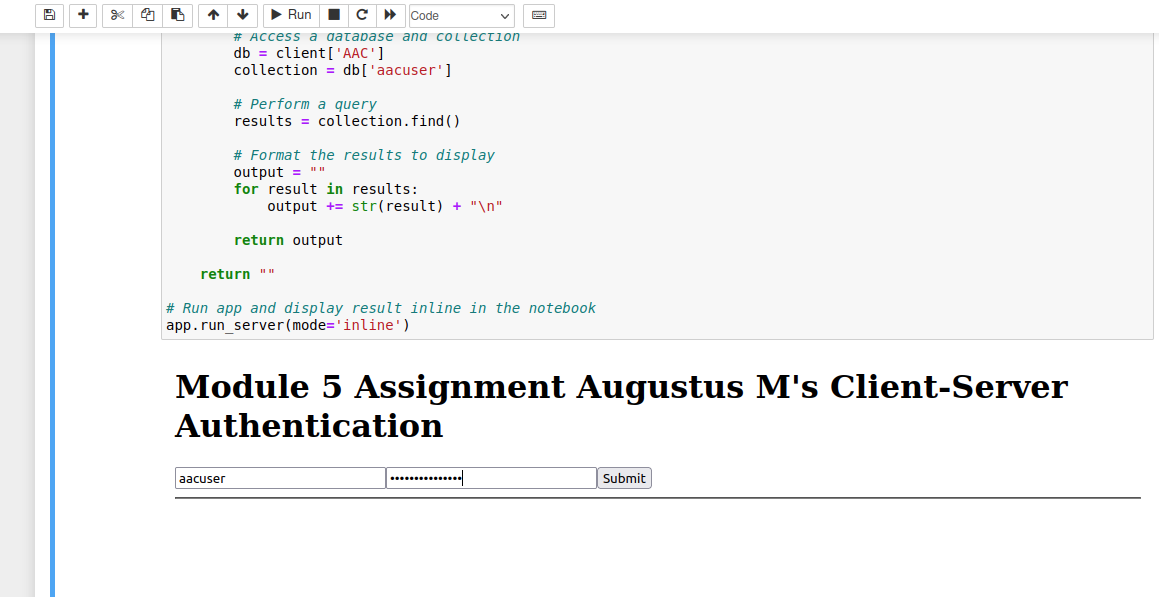 Run
Code
# Access a database and collection
db = client['AAC']
collection = db['aacuser']
# Perform a query
results = collection.find()
# Format the results to display
output = ""
for result in results:
output += str(result) + "\n"
return output
return ""
# Run app and display result inline in the notebook
app.run_server(mode='inline')
Module 5 Assignment Augustus M's Client-Server
Authentication
aacuser
•••••••••••••••
Submit